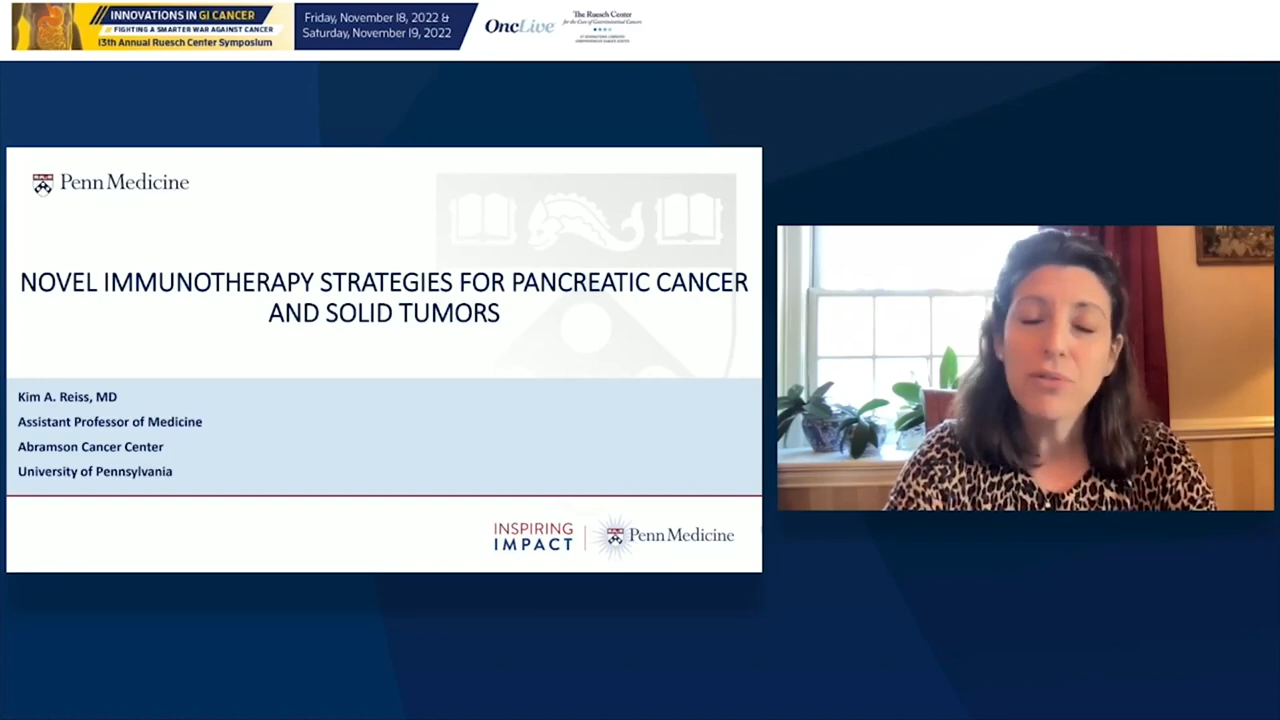 INNOVATIONS IN GI CANCER
FIGHTING A SMARTER WAR AGAINST CANCER
13th Annual Ruesch Center Symposium
Friday, November 18, 2022 &
Saturday, November 19, 2022
OncLive
The Ruesch Center
for the Cure of Gastrointestinal Cancers
Penn Medicine
NOVEL IMMUNOTHERAPY STRATEGIES FOR PANCREATIC CANCER
AND SOLID TUMORS
Kim A. Reiss, MD
Assistant Professor of Medicine
Abramson Cancer Center
University of Pennsylvania
INSPIRING
IMPACT
Penn Medicine